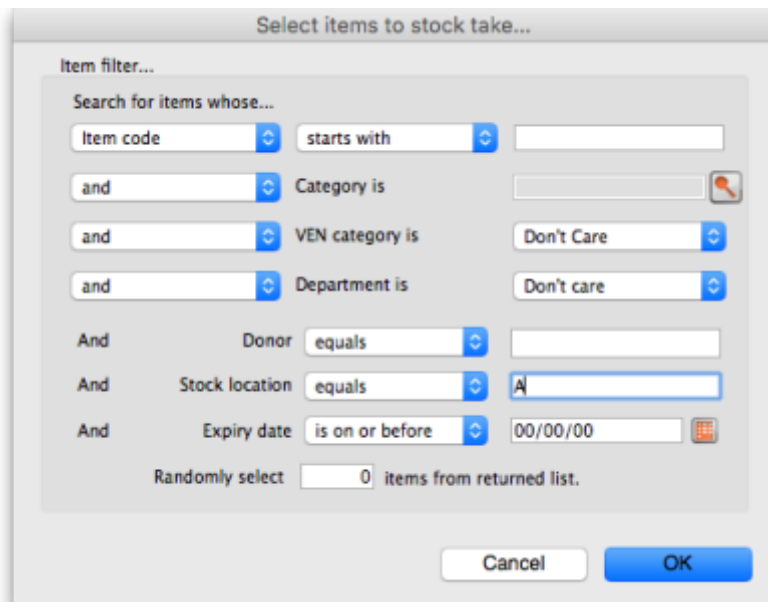 Select items to stock take...
Item filter...
Search for items whose...
Item code starts with
and Category is
and VEN category is Don't Care
and Department is Don't care
And Donor equals
And Stock location equals A
And Expiry date is on or before 00/00/00
Randomly select 0 items from returned list.
Cancel OK